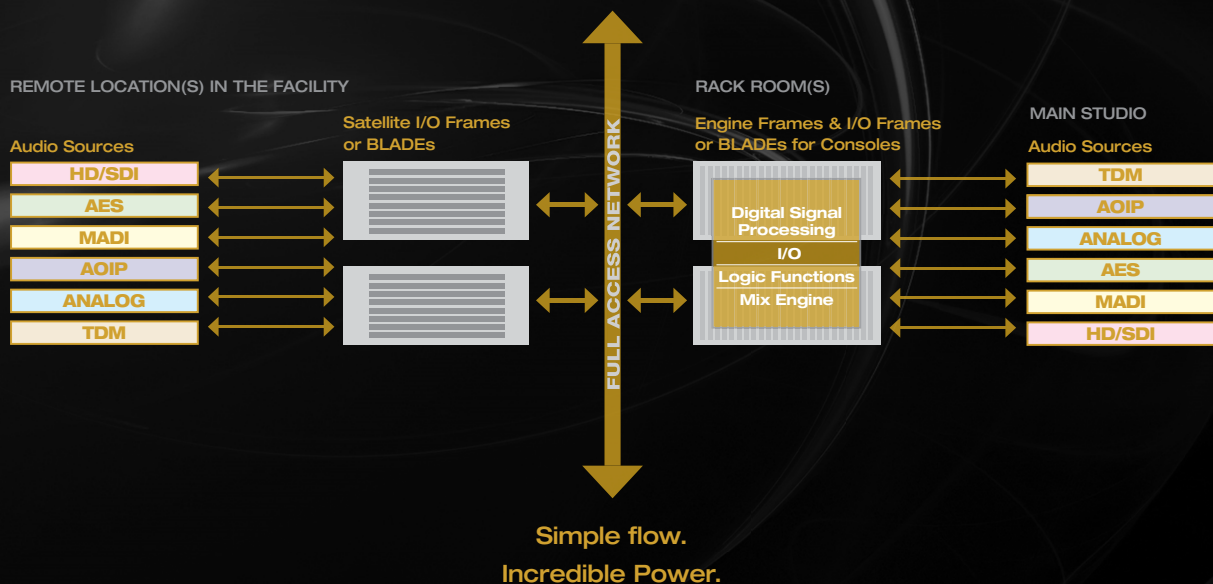 REMOTE LOCATION(S) IN THE FACILITY
Audio Sources
HD/SDI
AES
MADI
AOIP
ANALOG
TDM
Satellite I/O Frames
or BLADEs
FULL ACCESS NETWORK
RACK ROOM(S)
Engine Frames & I/O Frames
or BLADEs for Consoles
Digital Signal
Processing
I/O
Logic Functions
Mix Engine
MAIN STUDIO
Audio Sources
TDM
AOIP
ANALOG
AES
MADI
HD/SDI
Simple flow.
Incredible Power.